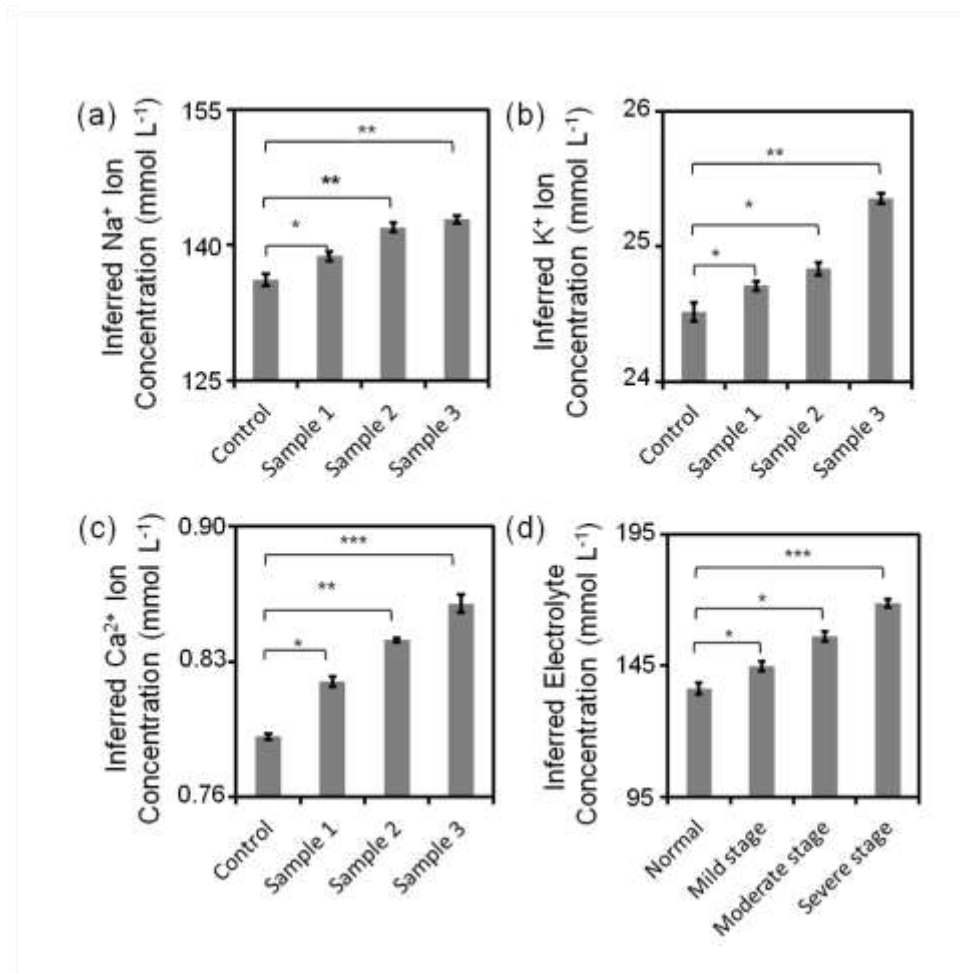 (a)
Inferred Na⁺ Ion
Concentration (mmol L⁻¹)
155
140
125
**
**
*
Control
Sample 1
Sample 2
Sample 3
(b)
Inferred K⁺ Ion
Concentration (mmol L⁻¹)
26
25
24
**
*
*
Control
Sample 1
Sample 2
Sample 3
(c)
Inferred Ca²⁺ Ion
Concentration (mmol L⁻¹)
0.90
0.83
0.76
***
**
*
Control
Sample 1
Sample 2
Sample 3
(d)
Inferred Electrolyte
Concentration (mmol L⁻¹)
195
145
95
***
*
*
Normal
Mild stage
Moderate stage
Severe stage